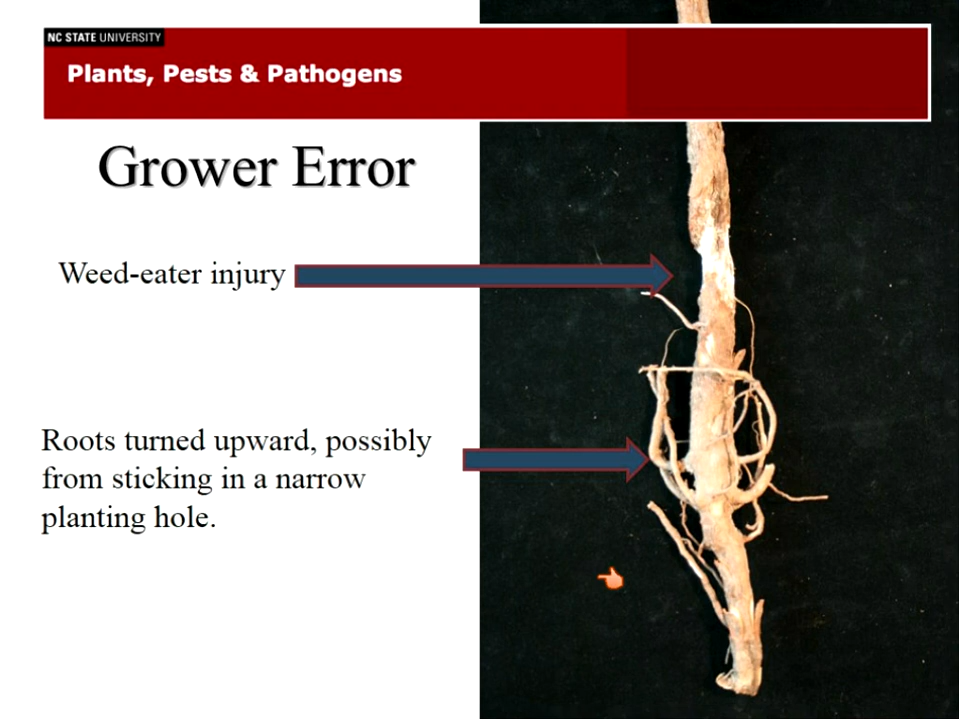 NC STATE UNIVERSITY
Plants, Pests & Pathogens
Grower Error
Weed-eater injury
Roots turned upward, possibly
from sticking in a narrow
planting hole.